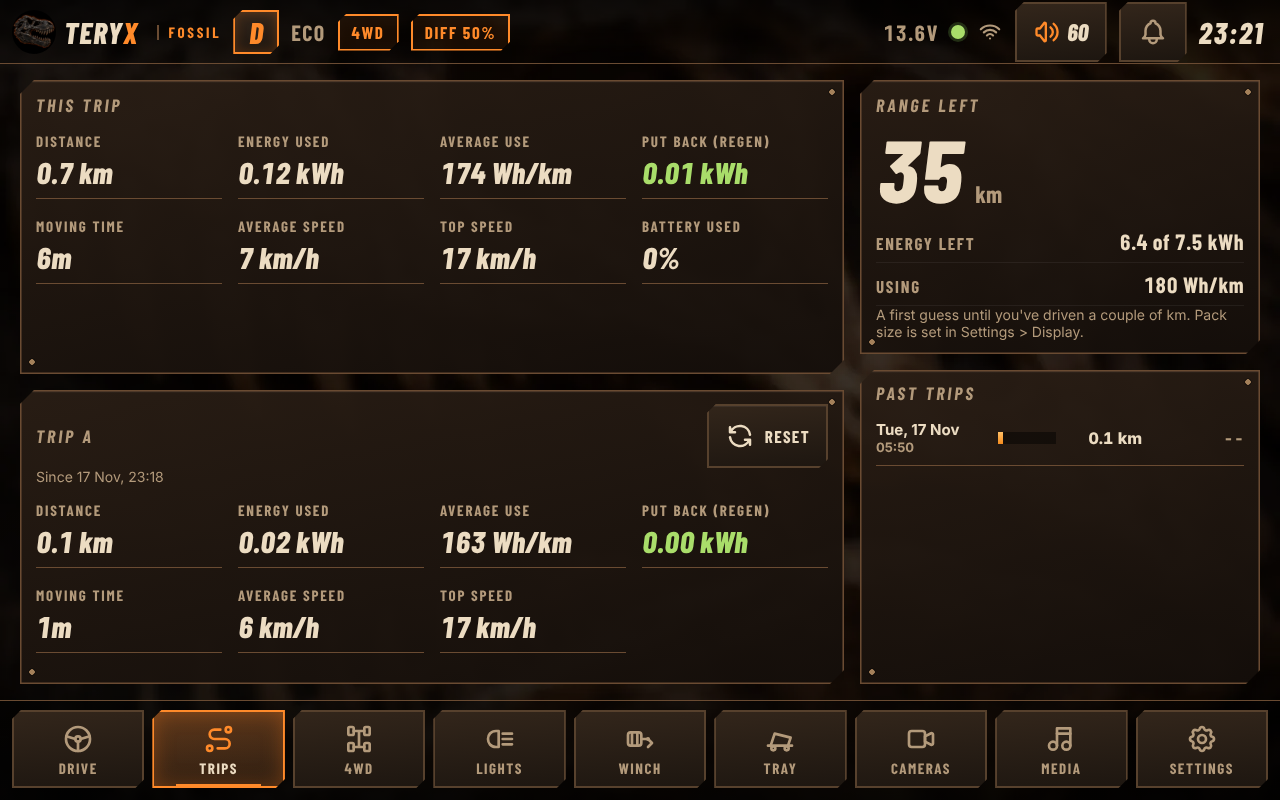 TERYX | FOSSIL D ECO 4WD DIFF 50% 13.6V 60 23:21
THIS TRIP
DISTANCE ENERGY USED AVERAGE USE PUT BACK (REGEN)
0.7 km 0.12 kWh 174 Wh/km 0.01 kWh
MOVING TIME AVERAGE SPEED TOP SPEED BATTERY USED
6m 7 km/h 17 km/h 0%
RANGE LEFT
35 km
ENERGY LEFT 6.4 of 7.5 kWh
USING 180 Wh/km
A first guess until you've driven a couple of km. Pack
size is set in Settings > Display.
TRIP A RESET
Since 17 Nov, 23:18
DISTANCE ENERGY USED AVERAGE USE PUT BACK (REGEN)
0.1 km 0.02 kWh 163 Wh/km 0.00 kWh
MOVING TIME AVERAGE SPEED TOP SPEED
1m 6 km/h 17 km/h
PAST TRIPS
Tue, 17 Nov 0.1 km --
05:50
DRIVE TRIPS 4WD LIGHTS WINCH TRAY CAMERAS MEDIA SETTINGS